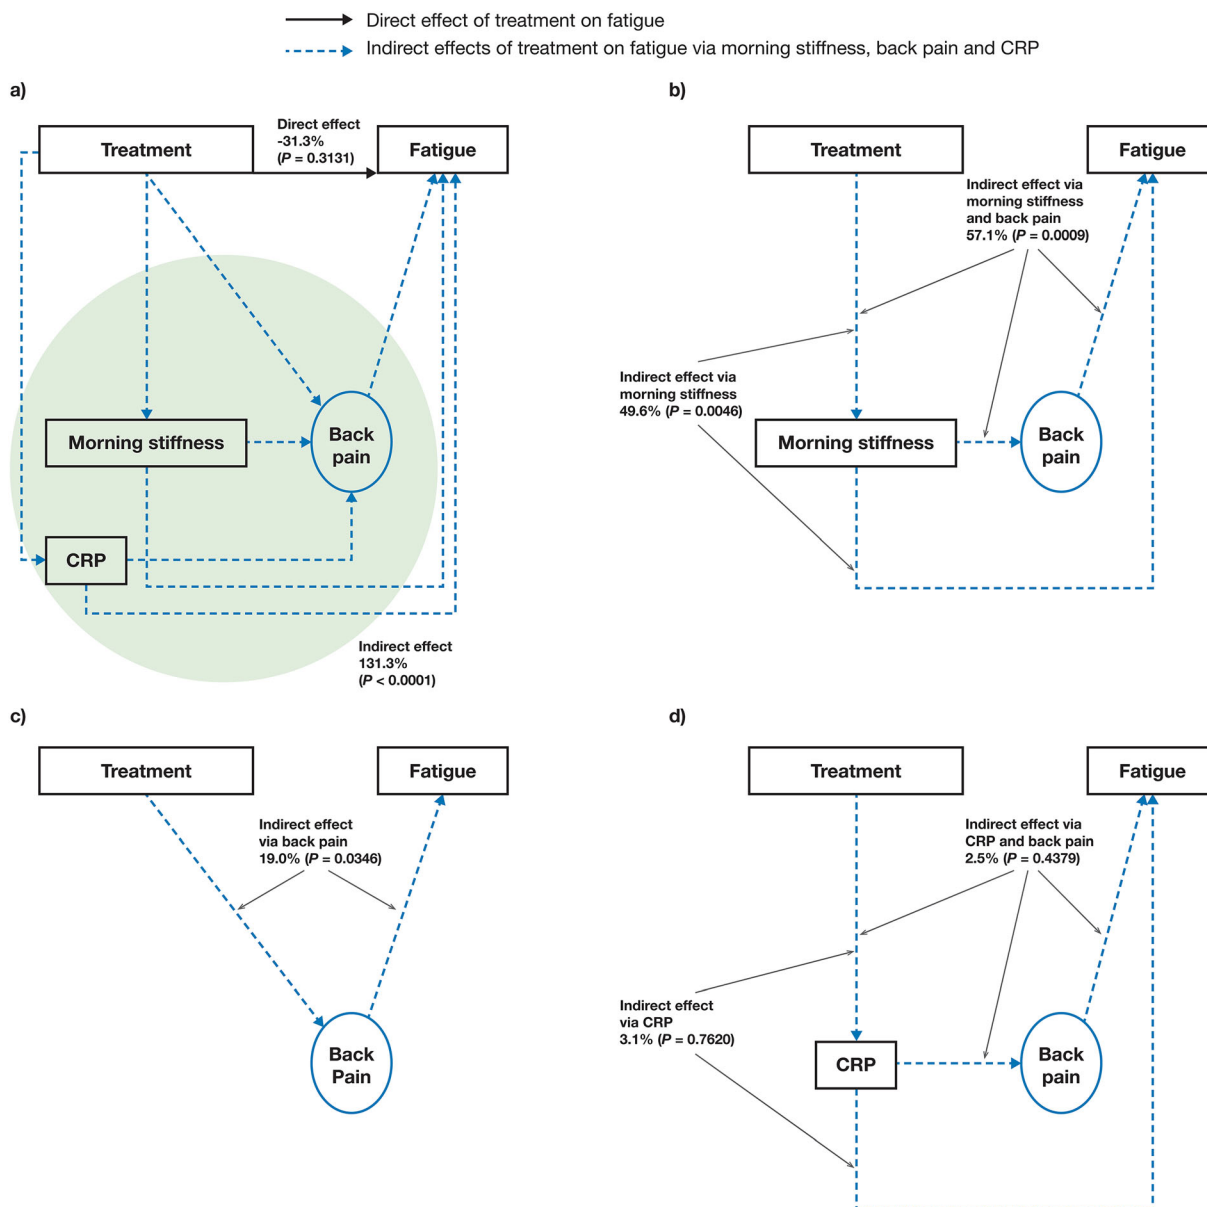 Direct effect of treatment on fatigue
Indirect effects of treatment on fatigue via morning stiffness, back pain and CRP
a)
Treatment
Direct effect
-31.3%
(P = 0.3131)
Fatigue
Morning stiffness
Back
pain
CRP
Indirect effect
131.3%
(P < 0.0001)
b)
Treatment
Fatigue
Indirect effect via
morning stiffness
and back pain
57.1% (P = 0.0009)
Indirect effect via
morning stiffness
49.6% (P = 0.0046)
Morning stiffness
Back
pain
c)
Treatment
Fatigue
Indirect effect
via back pain
19.0% (P = 0.0346)
Back
Pain
d)
Treatment
Fatigue
Indirect effect via
CRP and back pain
2.5% (P = 0.4379)
Indirect effect
via CRP
3.1% (P = 0.7620)
CRP
Back
pain